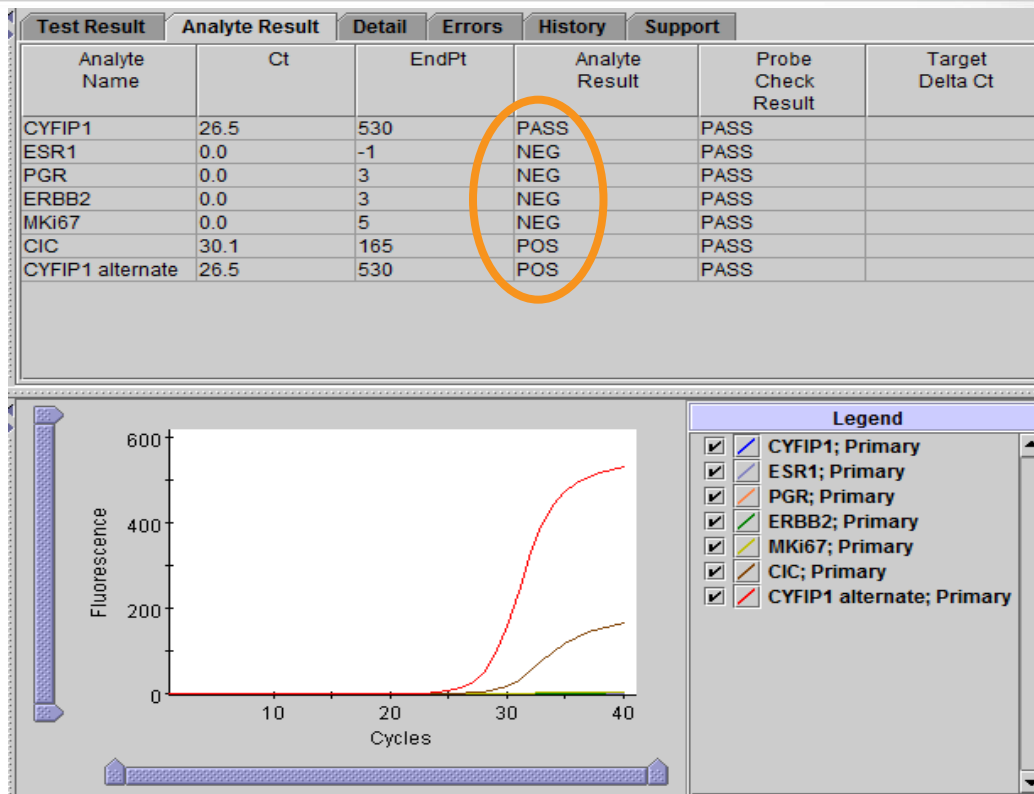 Test Result Analyte Result Detail Errors History Support
Analyte Name Ct EndPt Analyte Result Probe Check Result Target Delta Ct
CYFIP1 26.5 530 PASS PASS
ESR1 0.0 -1 NEG PASS
PGR 0.0 3 NEG PASS
ERBB2 0.0 3 NEG PASS
MKi67 0.0 5 NEG PASS
CIC 30.1 165 POS PASS
CYFIP1 alternate 26.5 530 POS PASS
600
400
200
0
Fluorescence
10 20 30 40
Cycles
Legend
CYFIP1; Primary
ESR1; Primary
PGR; Primary
ERBB2; Primary
MKi67; Primary
CIC; Primary
CYFIP1 alternate; Primary